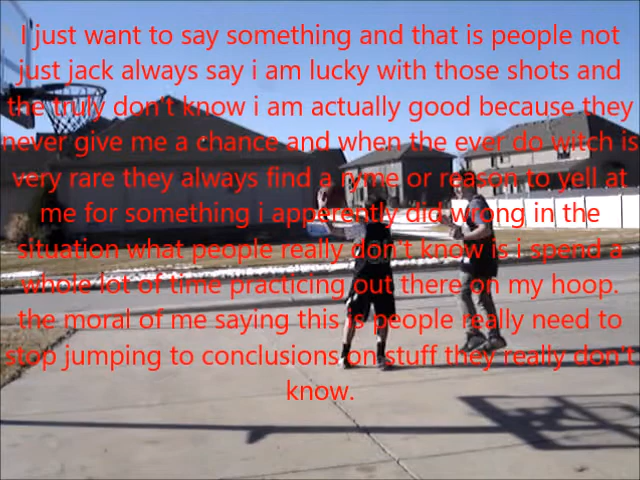 I just want to say something and that is people not
just jack always say i am lucky with those shots and
the truly don't know i am actually good because they
never give me a chance and when the ever do witch is
very rare they always find a ryme or reason to yell at
me for something i apperently did wrong in the
situation what people really don't know is i spend a
whole lot of time practicing out there on my hoop.
the moral of me saying this is people really need to
stop jumping to conclusions on stuff they really don't
know.